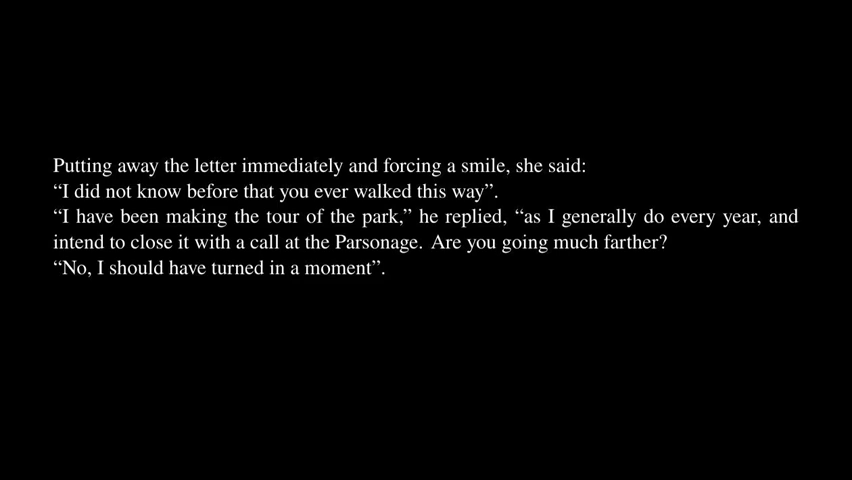 Putting away the letter immediately and forcing a smile, she said:
“I did not know before that you ever walked this way”.
“I have been making the tour of the park,” he replied, “as I generally do every year, and
intend to close it with a call at the Parsonage. Are you going much farther?
“No, I should have turned in a moment”.